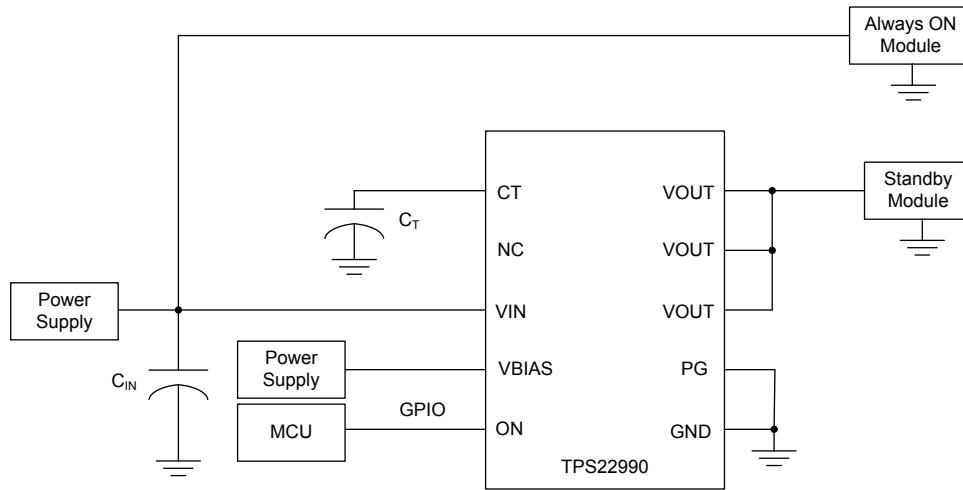 Always ON
Module
CT
VOUT
Standby
Module
C_T
NC
VOUT
Power
Supply
VIN
VOUT
Power
Supply
VBIAS
PG
C_IN
MCU
GPIO
ON
GND
TPS22990